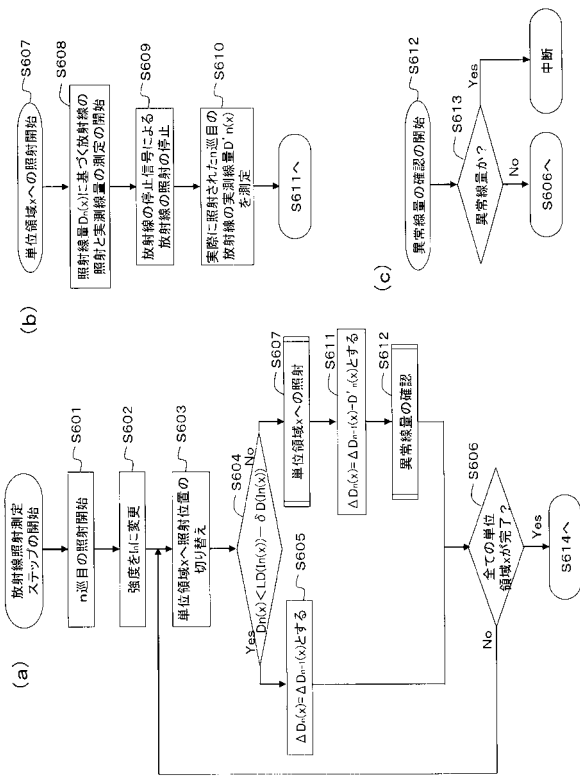 (a)
放射線照射測定
ステップの開始
n巡目の照射開始
S601
強度をInに変更
S602
単位領域xへ照射位置の
切り替え
S603
Dn(x)<LD(In(x))－δD(In(x))
S604
Yes
No
ΔDn(x)=ΔDn-1(x)とする
S605
単位領域xへの照射
S607
ΔDn(x)=ΔDn-1(x)-D'n(x)とする
S611
異常線量の確認
S612
全ての単位
領域xが完了?
S606
No
Yes
S614へ
(b)
単位領域xへの照射開始
S607
照射線量Dn(x)に基づく放射線の
照射と実測線量の測定の開始
S608
放射線の停止信号による
放射線の照射の停止
S609
実際に照射されたn巡目の
放射線の実測線量D'n(x)
を測定
S610
S611へ
(c)
異常線量の確認の開始
S612
異常線量か?
S613
Yes
No
S606へ
中断